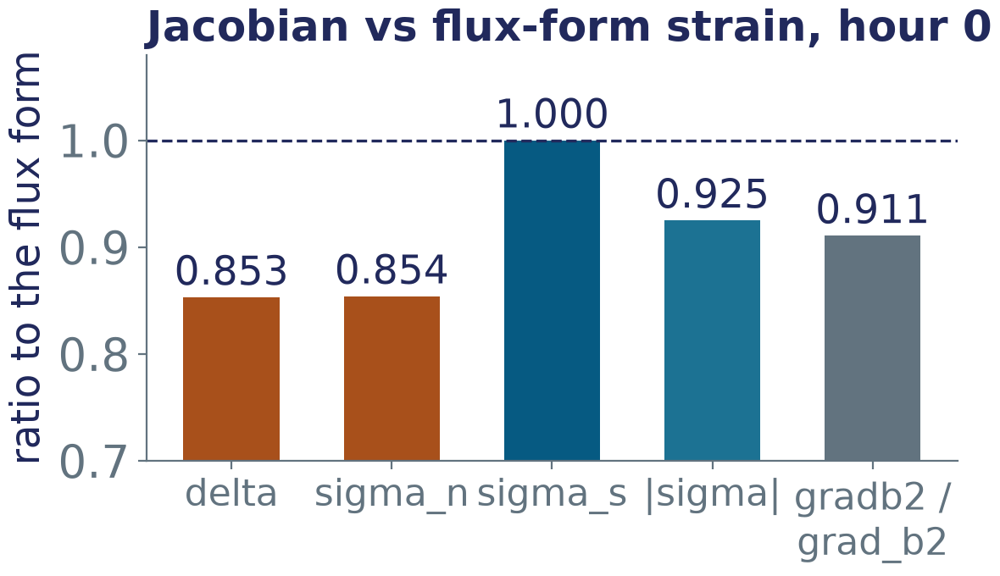 Jacobian vs flux-form strain, hour 0
ratio to the flux form
1.0
0.9
0.8
0.7
0.853
0.854
1.000
0.925
0.911
delta
sigma_n
sigma_s
|sigma|
gradb2 /
grad_b2